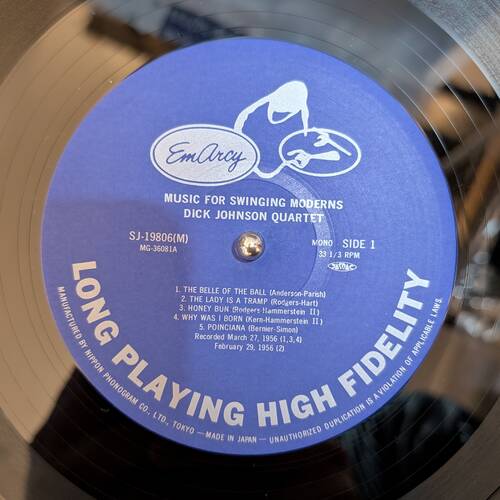 EmArcy
MUSIC FOR SWINGING MODERNS
DICK JOHNSON QUARTET
SJ-19806(M)
MG-36081A
MONO SIDE 1
33 1/3 RPM
1. THE BELLE OF THE BALL (Anderson-Parish)
2. THE LADY IS A TRAMP (Rodgers-Hart)
3. HONEY BUN (Rodgers Hammerstein II)
4. WHY WAS I BORN (Kern-Hammerstein II)
5. POINCIANA (Bernier-Simon)
Recorded March 27, 1956 (1,3,4)
February 29, 1956 (2)
LONG PLAYING HIGH FIDELITY
MANUFACTURED BY NIPPON PHONOGRAM CO., LTD., TOKYO — MADE IN JAPAN — UNAUTHORIZED DUPLICATION IS A VIOLATION OF APPLICABLE LAWS.